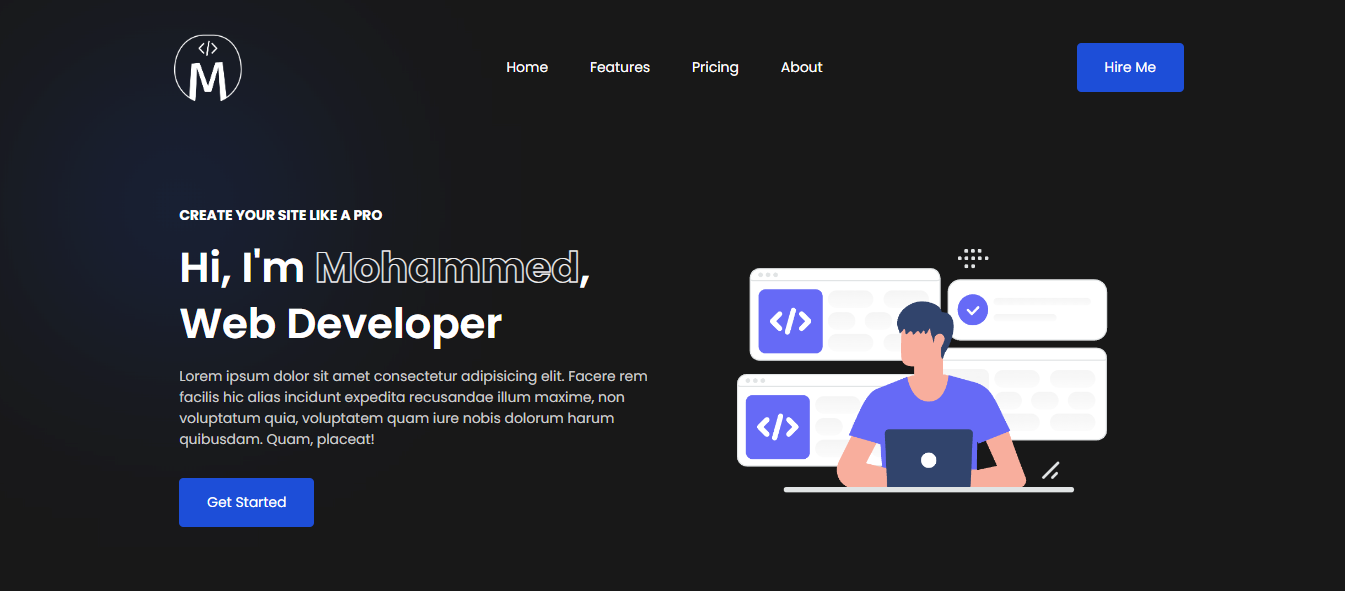 </>
M
Home Features Pricing About
Hire Me
CREATE YOUR SITE LIKE A PRO
Hi, I'm Mohammed,
Web Developer
Lorem ipsum dolor sit amet consectetur adipisicing elit. Facere rem
facilis hic alias incidunt expedita recusandae illum maxime, non
voluptatum quia, voluptatem quam iure nobis dolorum harum
quibusdam. Quam, placeat!
Get Started
</>
</>